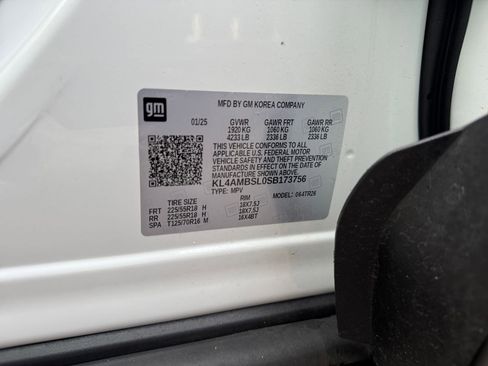 gm
MFD BY GM KOREA COMPANY
01/25 GVWR GAWR FRT GAWR RR
1920 KG 1060 KG 1060 KG
4233 LB 2336 LB 2336 LB
THIS VEHICLE CONFORMS TO ALL
APPLICABLE U.S. FEDERAL MOTOR
VEHICLE SAFETY, BUMPER, AND THEFT
PREVENTION STANDARDS IN
EFFECT ON THE DATE OF
MANUFACTURE SHOWN ABOVE.
KL4AMBSL0SB173756
TYPE: MPV MODEL: 064TR26
TIRE SIZE RIM
FRT 225/55R18 H 18X7.5J
RR 225/55R18 H 18X7.5J
SPA T125/70R16 M 16X4BT